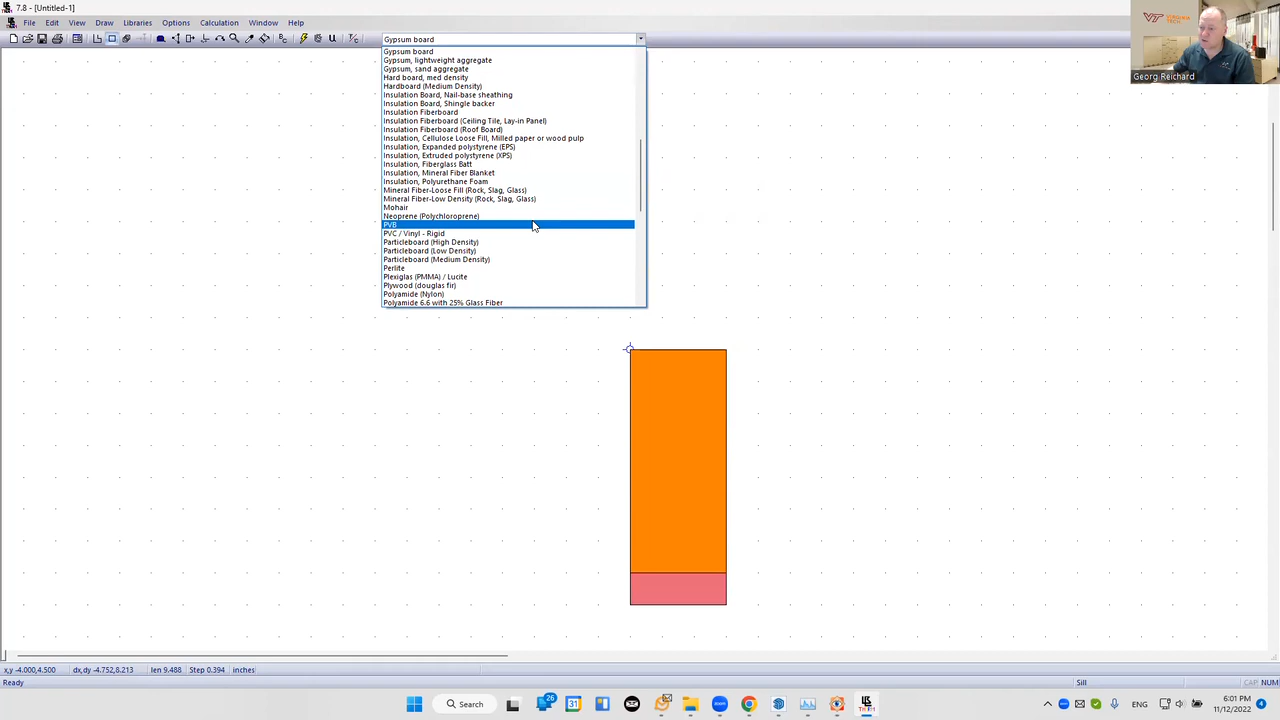 7.8 - [Untitled-1]
File Edit View Draw Libraries Options Calculation Window Help
Gypsum board
Gypsum board
Gypsum, lightweight aggregate
Gypsum, sand aggregate
Hard board, med density
Hardboard (Medium Density)
Insulation Board, Nail-base sheathing
Insulation Board, Shingle backer
Insulation Fiberboard
Insulation Fiberboard (Ceiling Tile, Lay-in Panel)
Insulation Fiberboard (Roof Board)
Insulation, Cellulose Loose Fill, Milled paper or wood pulp
Insulation, Expanded polystyrene (EPS)
Insulation, Extruded polystyrene (XPS)
Insulation, Fiberglass Batt
Insulation, Mineral Fiber Blanket
Insulation, Polyurethane Foam
Mineral Fiber-Loose Fill (Rock, Slag, Glass)
Mineral Fiber-Low Density (Rock, Slag, Glass)
Mohair
Neoprene (Polychloroprene)
PVB
PVC / Vinyl - Rigid
Particleboard (High Density)
Particleboard (Low Density)
Particleboard (Medium Density)
Perlite
Plexiglas (PMMA) / Lucite
Plywood (douglas fir)
Polyamide (Nylon)
Polyamide 6.6 with 25% Glass Fiber
VT VIRGINIA TECH
Georg Reichard
x,y -4.000,4.500 dx,dy -4.752,8.213 len 9.488 Step 0.394 inches
Ready Sill CAP NUM
Search 26 31 ENG 6:01 PM
11/12/2022